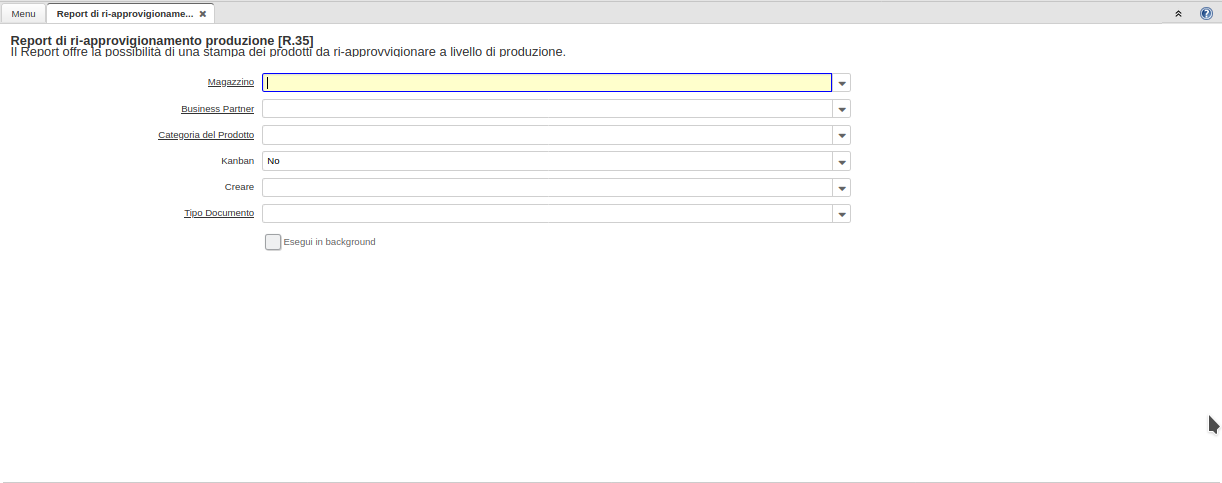 Menu
Report di ri-approvigioname...
Report di ri-approvigionamento produzione [R.35]
Il Report offre la possibilità di una stampa dei prodotti da ri-approvvigionare a livello di produzione.
Magazzino
Business Partner
Categoria del Prodotto
Kanban No
Creare
Tipo Documento
Esegui in background